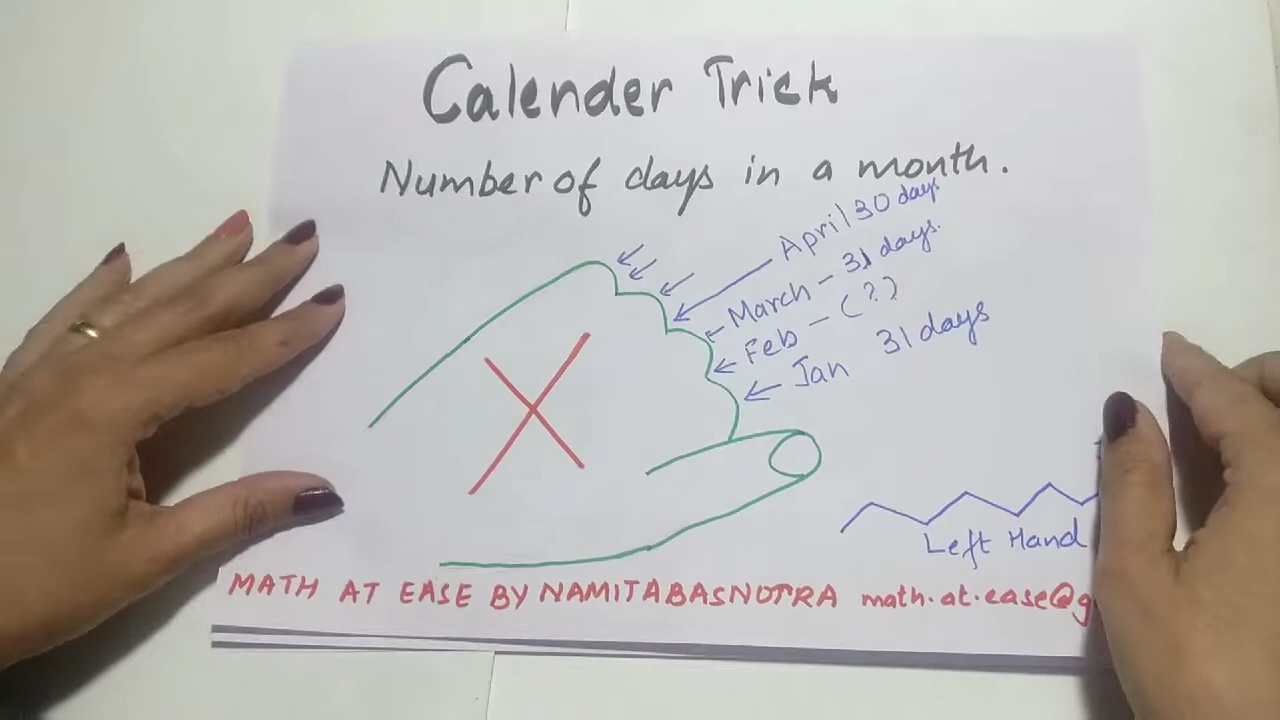 Calender Trick
Number of days in a month.
April 30 days
March - 31 days.
Feb - (?)
Jan 31 days
Left Hand
MATH AT EASE BY NAMITABASNOTRA math.at.ease@g